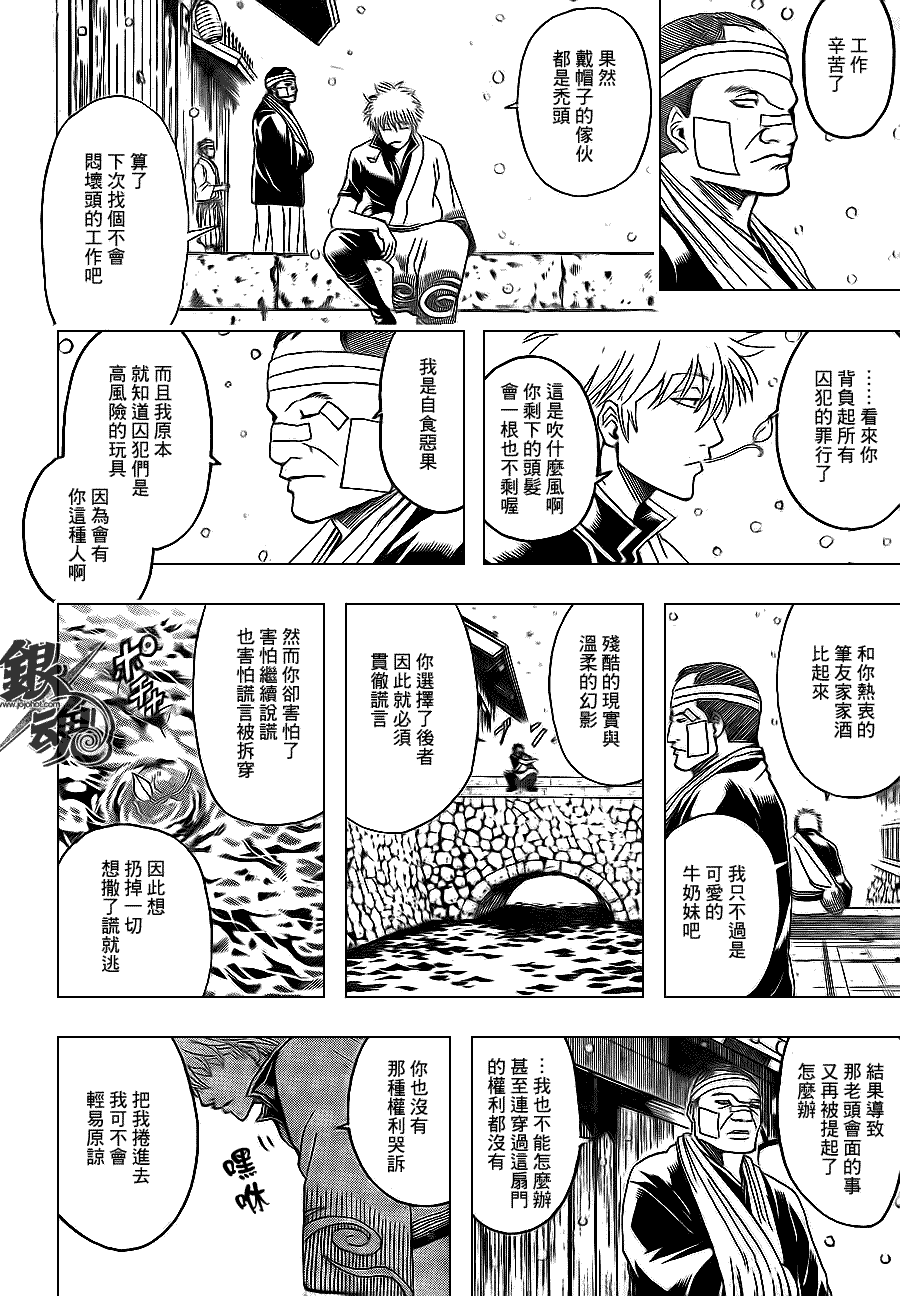 工作
辛苦了
果然
戴帽子的傢伙
都是禿頭
算了
下次找個不會
悶壞頭的工作吧
……看來你
背負起所有
囚犯的罪行了
這是吹什麼風啊
你剩下的頭髮
會一根也不剩喔
我是自食惡果
而且我原本
就知道囚犯們是
高風險的玩具
因為會有
你這種人啊
和你熱衷的
筆友家家酒
比起來
我只不過是
可愛的
牛奶妹吧
殘酷的現實與
溫柔的幻影
你選擇了後者
因此就必須
貫徹謊言
然而你卻害怕了
害怕繼續說謊
也害怕謊言被拆穿
因此想
扔掉一切
想撒了謊就逃
結果導致
那老頭會面的事
又再被提起了
怎麼辦
…我也不能怎麼辦
甚至連穿過這扇門
的權利都沒有
你也沒有
那種權利哭訴
把我捲進去
我可不會
輕易原諒
嘿咻
銀魂
www.jojohot.com